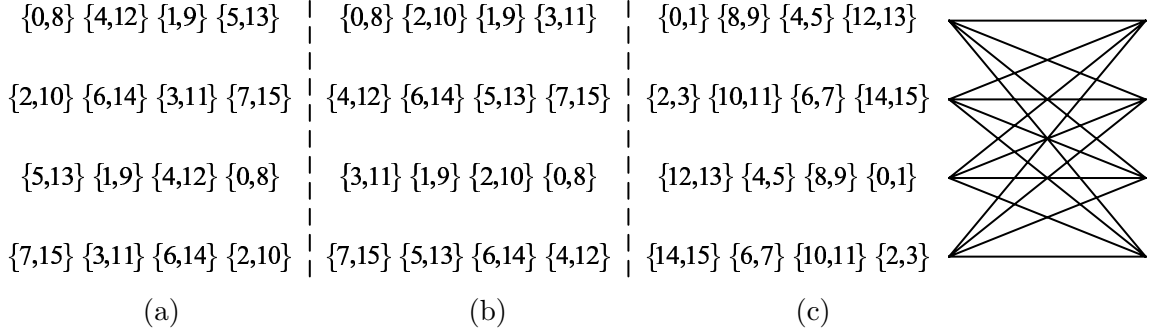 {0,8} {4,12} {1,9} {5,13} {0,8} {2,10} {1,9} {3,11} {0,1} {8,9} {4,5} {12,13}
{2,10} {6,14} {3,11} {7,15} {4,12} {6,14} {5,13} {7,15} {2,3} {10,11} {6,7} {14,15}
{5,13} {1,9} {4,12} {0,8} {3,11} {1,9} {2,10} {0,8} {12,13} {4,5} {8,9} {0,1}
{7,15} {3,11} {6,14} {2,10} {7,15} {5,13} {6,14} {4,12} {14,15} {6,7} {10,11} {2,3}
(a) (b) (c)